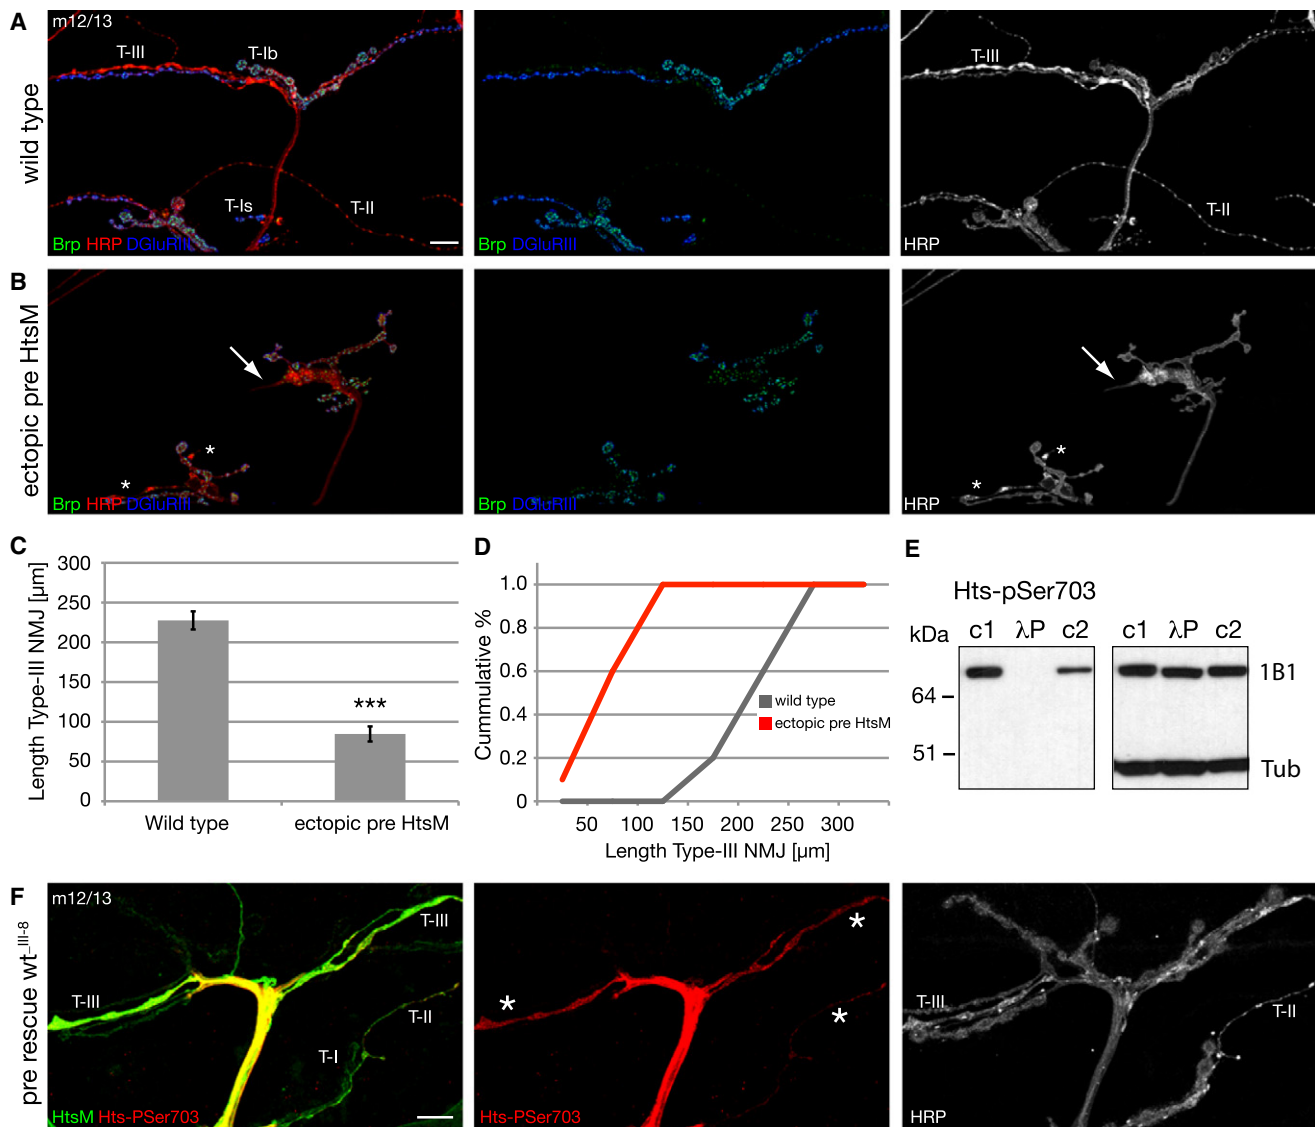 A
wild type
m12/13
T-III
T-Ib
T-Is
T-II
Brp HRP DGluRIII
Brp DGluRIII
T-III
T-II
HRP
B
ectopic pre HtsM
*
*
Brp HRP DGluRIII
Brp DGluRIII
*
*
HRP
C
Length Type-III NMJ [µm]
300
250
200
150
100
50
0
***
Wild type
ectopic pre HtsM
D
Cummulative %
1.0
0.8
0.6
0.4
0.2
0
wild type
ectopic pre HtsM
50 100 150 200 250 300
Length Type-III NMJ [µm]
E
Hts-pSer703
kDa c1 λP c2 c1 λP c2
64
51
1B1
Tub
F
pre rescue wt_III-8
m12/13
T-III
T-III
T-II
T-I
HtsM Hts-PSer703
*
*
*
Hts-PSer703
T-III
T-II
HRP